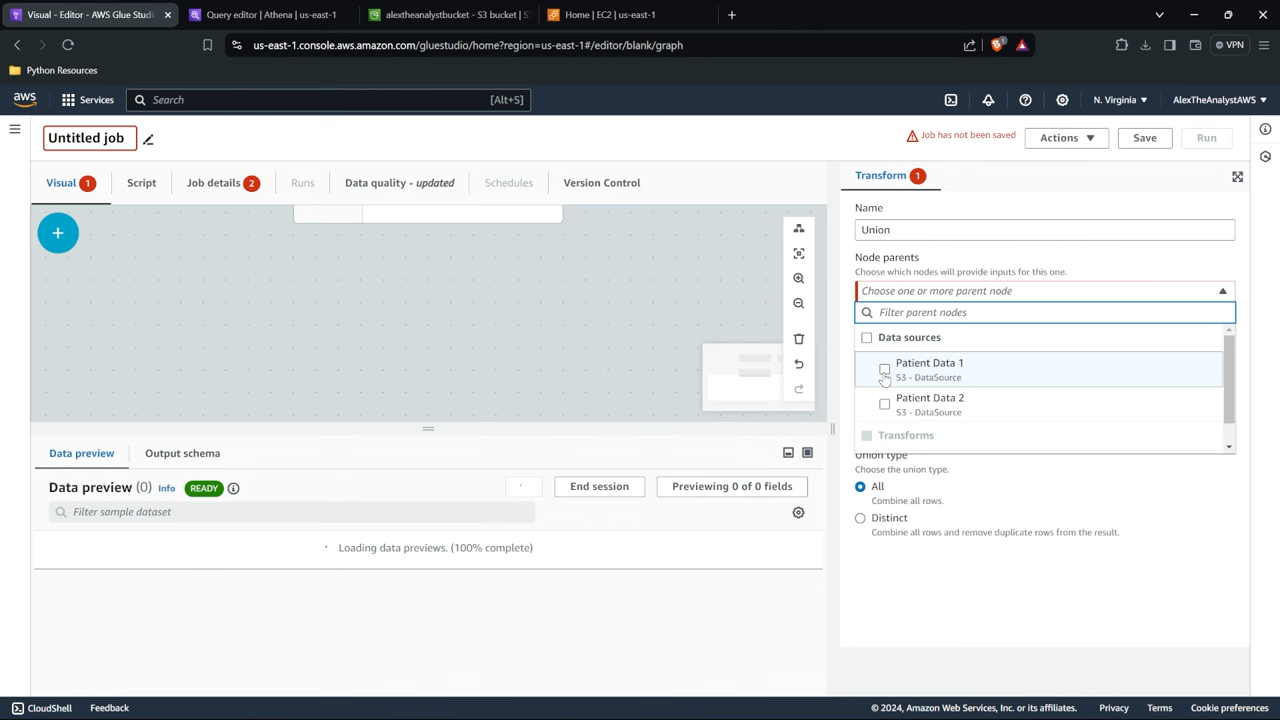 Visual - Editor - AWS Glue Studi
Query editor | Athena | us-east-1
alextheanalystbucket - S3 bucket | S
Home | EC2 | us-east-1
us-east-1.console.aws.amazon.com/gluestudio/home?region=us-east-1#/editor/blank/graph
VPN
Python Resources
aws
Services
Search
[Alt+S]
N. Virginia
AlexTheAnalystAWS
Untitled job
Job has not been saved
Actions
Save
Run
Visual 1
Script
Job details 2
Runs
Data quality - updated
Schedules
Version Control
Transform 1
Name
Union
Node parents
Choose which nodes will provide inputs for this one.
Choose one or more parent node
Filter parent nodes
Data sources
Patient Data 1
S3 - DataSource
Patient Data 2
S3 - DataSource
Transforms
Union type
Choose the union type.
All
Combine all rows.
Distinct
Combine all rows and remove duplicate rows from the result.
Data preview
Output schema
Data preview (0) Info READY
End session
Previewing 0 of 0 fields
Filter sample dataset
Loading data previews. (100% complete)
CloudShell
Feedback
© 2024, Amazon Web Services, Inc. or its affiliates.
Privacy
Terms
Cookie preferences